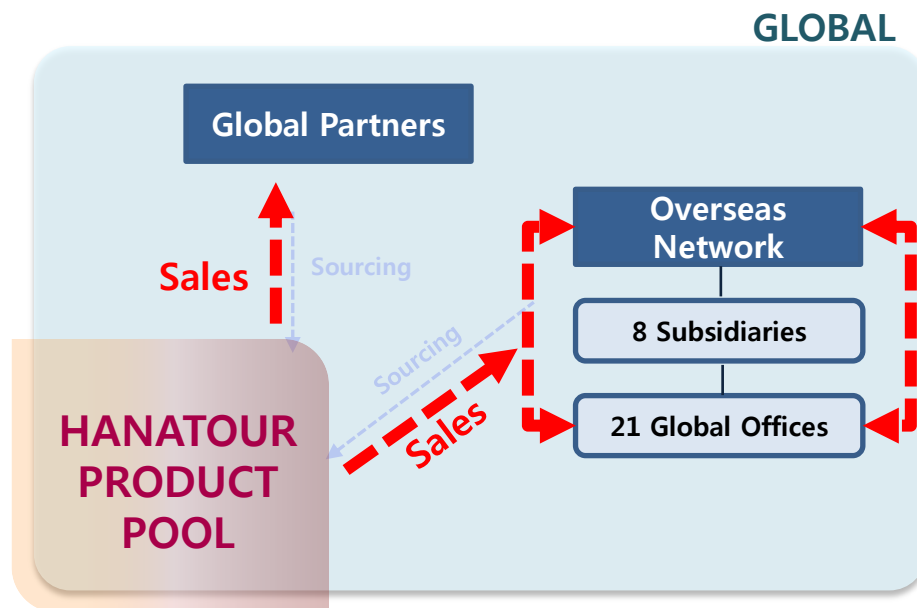 GLOBAL
Global Partners
Sales
Sourcing
Overseas
Network
8 Subsidiaries
21 Global Offices
Sourcing
Sales
HANATOUR
PRODUCT
POOL